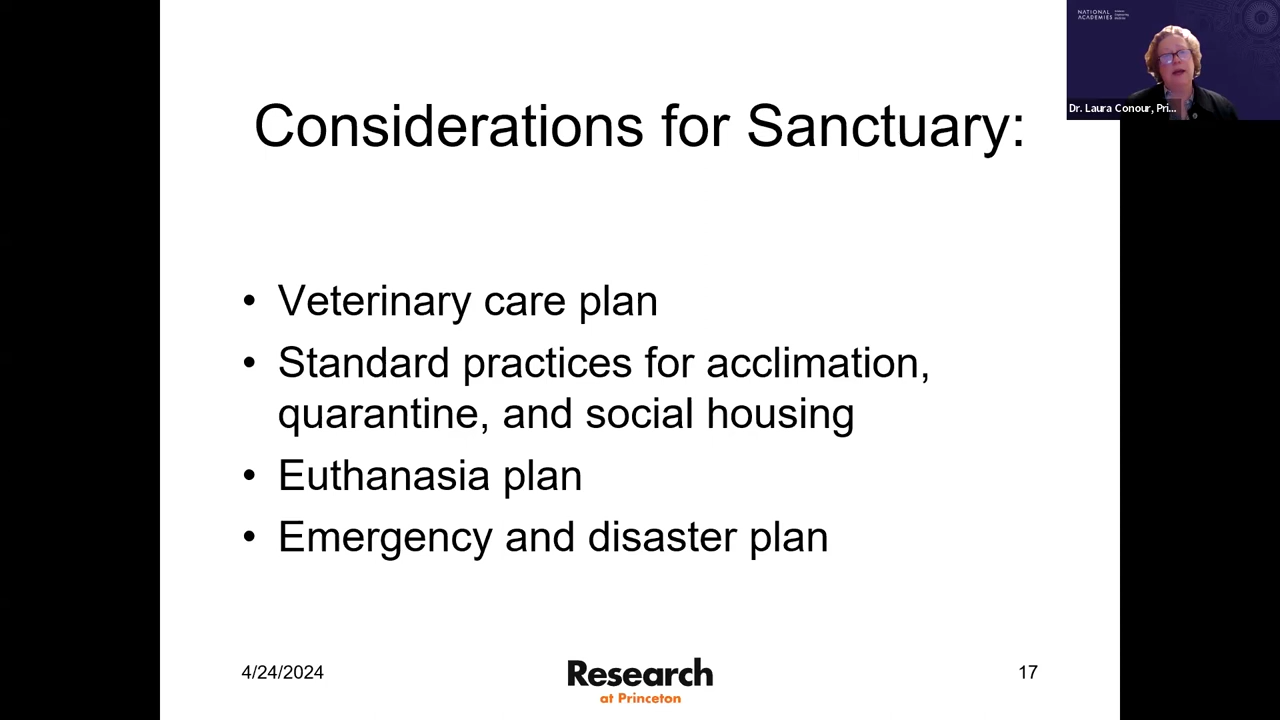 NATIONAL
ACADEMIES
Dr. Laura Conour, Pri...
Considerations for Sanctuary:
• Veterinary care plan
• Standard practices for acclimation,
quarantine, and social housing
• Euthanasia plan
• Emergency and disaster plan
4/24/2024
Research
at Princeton
17